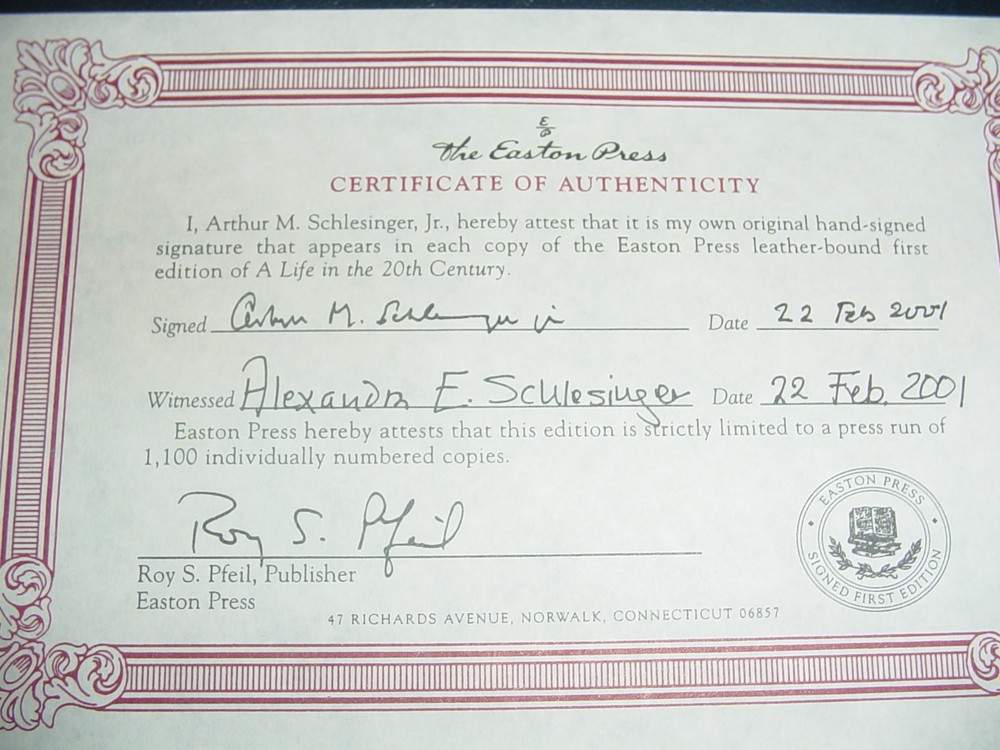 E
P
The Easton Press
CERTIFICATE OF AUTHENTICITY
I, Arthur M. Schlesinger, Jr., hereby attest that it is my own original hand-signed
signature that appears in each copy of the Easton Press leather-bound first
edition of A Life in the 20th Century.
Signed Arthur M. Schlesinger jr Date 22 Feb 2001
Witnessed Alexandra E. Schlesinger Date 22 Feb. 2001
Easton Press hereby attests that this edition is strictly limited to a press run of
1,100 individually numbered copies.
Roy S. Pfeil
Roy S. Pfeil, Publisher
Easton Press
47 RICHARDS AVENUE, NORWALK, CONNECTICUT 06857
EASTON PRESS
SIGNED FIRST EDITION